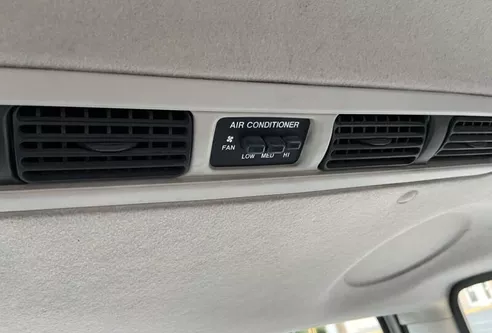 AIR CONDITIONER
FAN
LOW MED HI